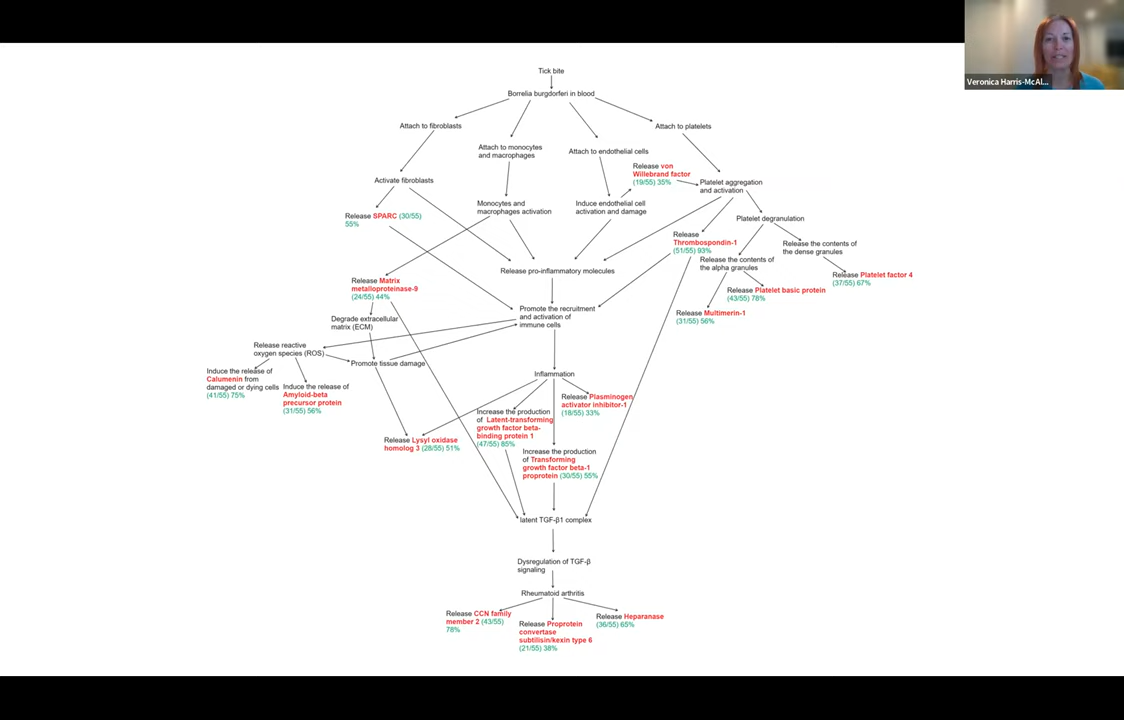 Veronica Harris-McAl...
Tick bite
Borrelia burgdorferi in blood
Attach to fibroblasts
Attach to platelets
Attach to monocytes
and macrophages
Attach to endothelial cells
Release von
Willebrand factor
(19/55) 35%
Activate fibroblasts
Platelet aggregation
and activation
Monocytes and
macrophages activation
Induce endothelial cell
activation and damage
Release SPARC (30/55)
55%
Platelet degranulation
Release
Thrombospondin-1
(51/55) 93%
Release the contents of
the dense granules
Release the contents of
the alpha granules
Release pro-inflammatory molecules
Release Platelet factor 4
(37/55) 67%
Release Matrix
metalloproteinase-9
(24/55) 44%
Release Platelet basic protein
(43/55) 78%
Release Multimerin-1
(31/55) 56%
Promote the recruitment
and activation of
immune cells
Degrade extracellular
matrix (ECM)
Release reactive
oxygen species (ROS)
Promote tissue damage
Induce the release of
Calumenin from
damaged or dying cells
(41/55) 75%
Induce the release of
Amyloid-beta
precursor protein
(31/55) 56%
Inflammation
Release Plasminogen
activator inhibitor-1
(18/55) 33%
Increase the production
of Latent-transforming
growth factor beta-
binding protein 1
(47/55) 85%
Release Lysyl oxidase
homolog 3 (28/55) 51%
Increase the production
of Transforming
growth factor beta-1
proprotein (30/55) 55%
latent TGF-β1 complex
Dysregulation of TGF-β
signaling
Rheumatoid arthritis
Release CCN family
member 2 (43/55)
78%
Release Proprotein
convertase
subtilisin/kexin type 6
(21/55) 38%
Release Heparanase
(36/55) 65%